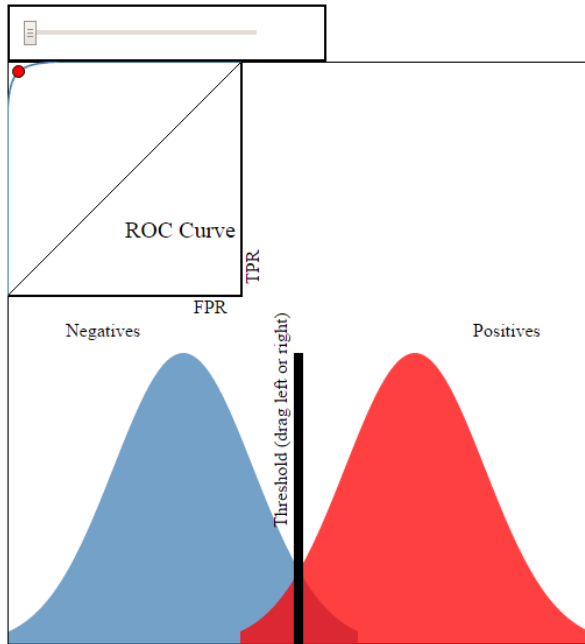 ROC Curve
TPR
FPR
Negatives
Threshold (drag left or right)
Positives